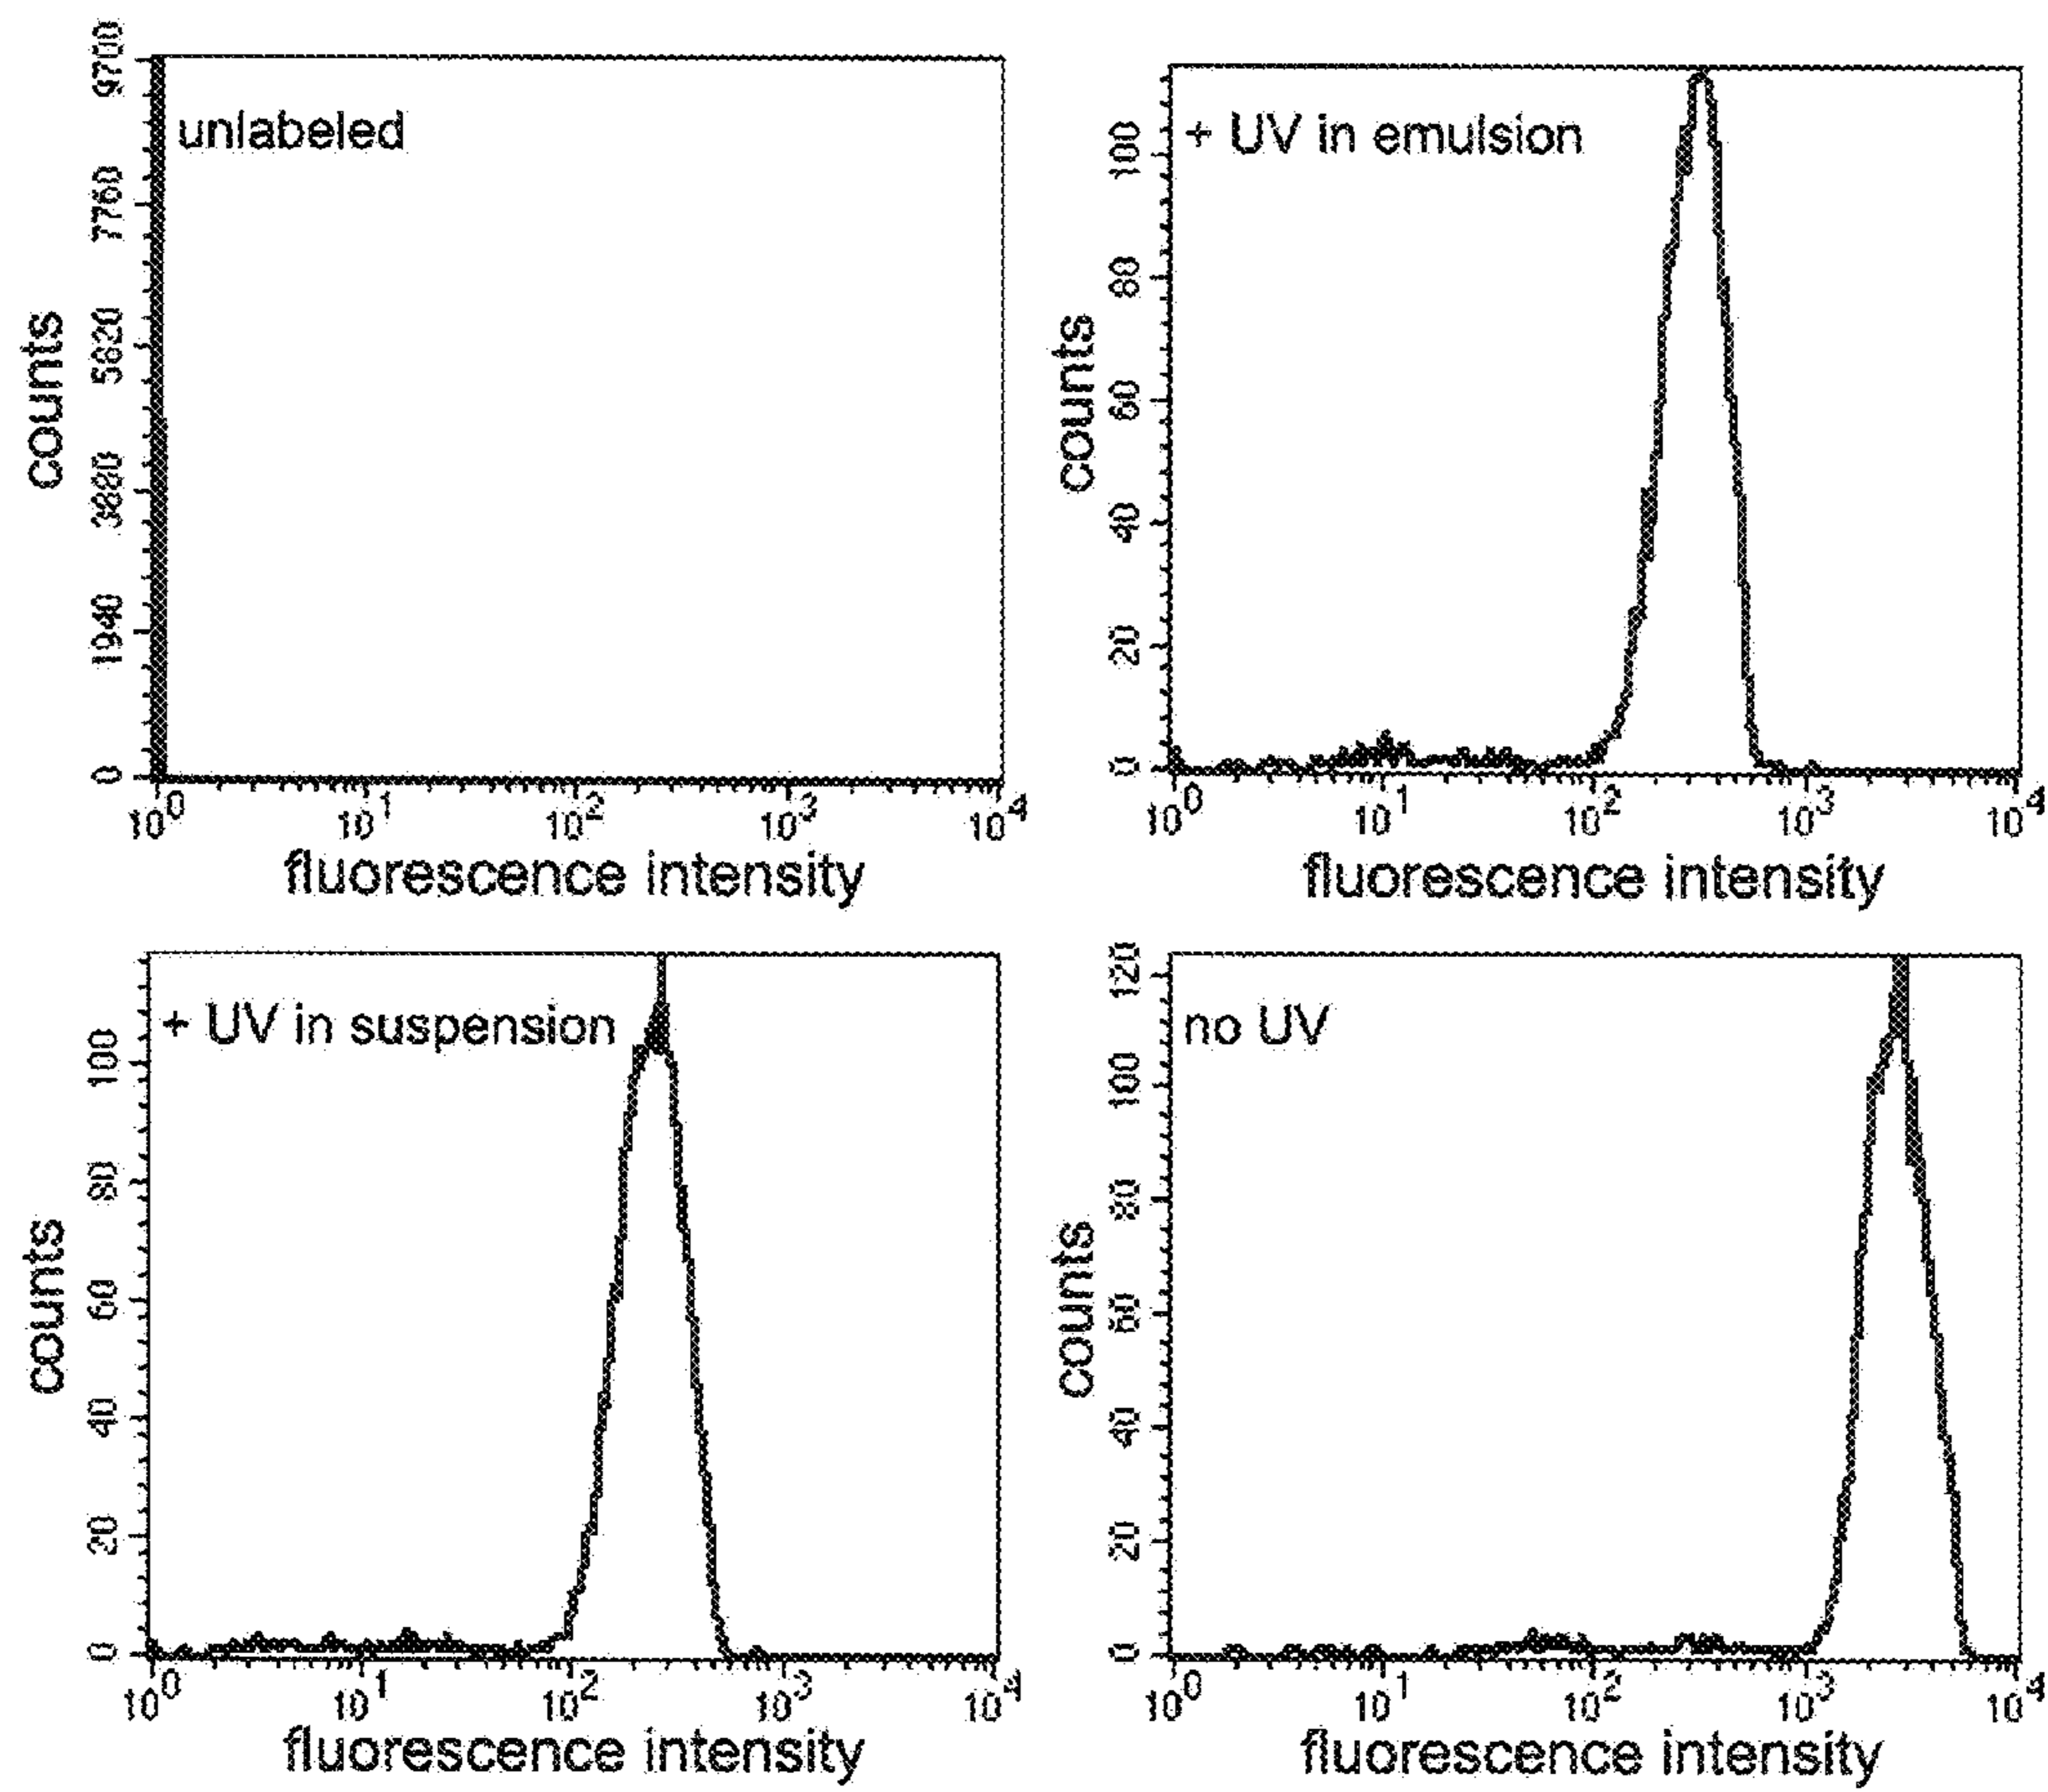 9700
7760
5820
3880
1940
0
counts
unlabeled
10^0 10^1 10^2 10^3 10^4
fluorescence intensity
100
80
60
40
20
0
counts
+ UV in emulsion
10^0 10^1 10^2 10^3 10^4
fluorescence intensity
100
80
60
40
20
0
counts
+ UV in suspension
10^0 10^1 10^2 10^3 10^4
fluorescence intensity
120
100
80
60
40
20
0
counts
no UV
10^0 10^1 10^2 10^3 10^4
fluorescence intensity